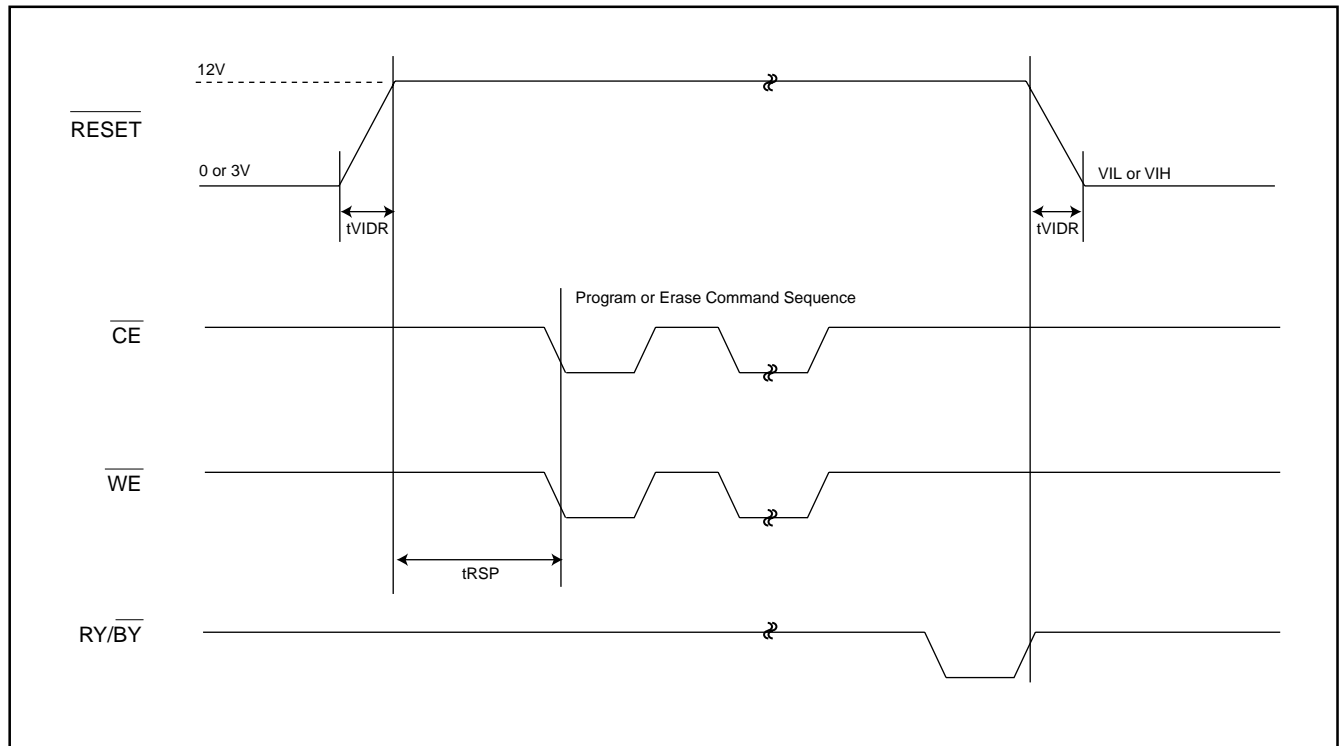 12V
RESET
0 or 3V
VIL or VIH
tVIDR
tVIDR
Program or Erase Command Sequence
CE
WE
tRSP
RY/BY